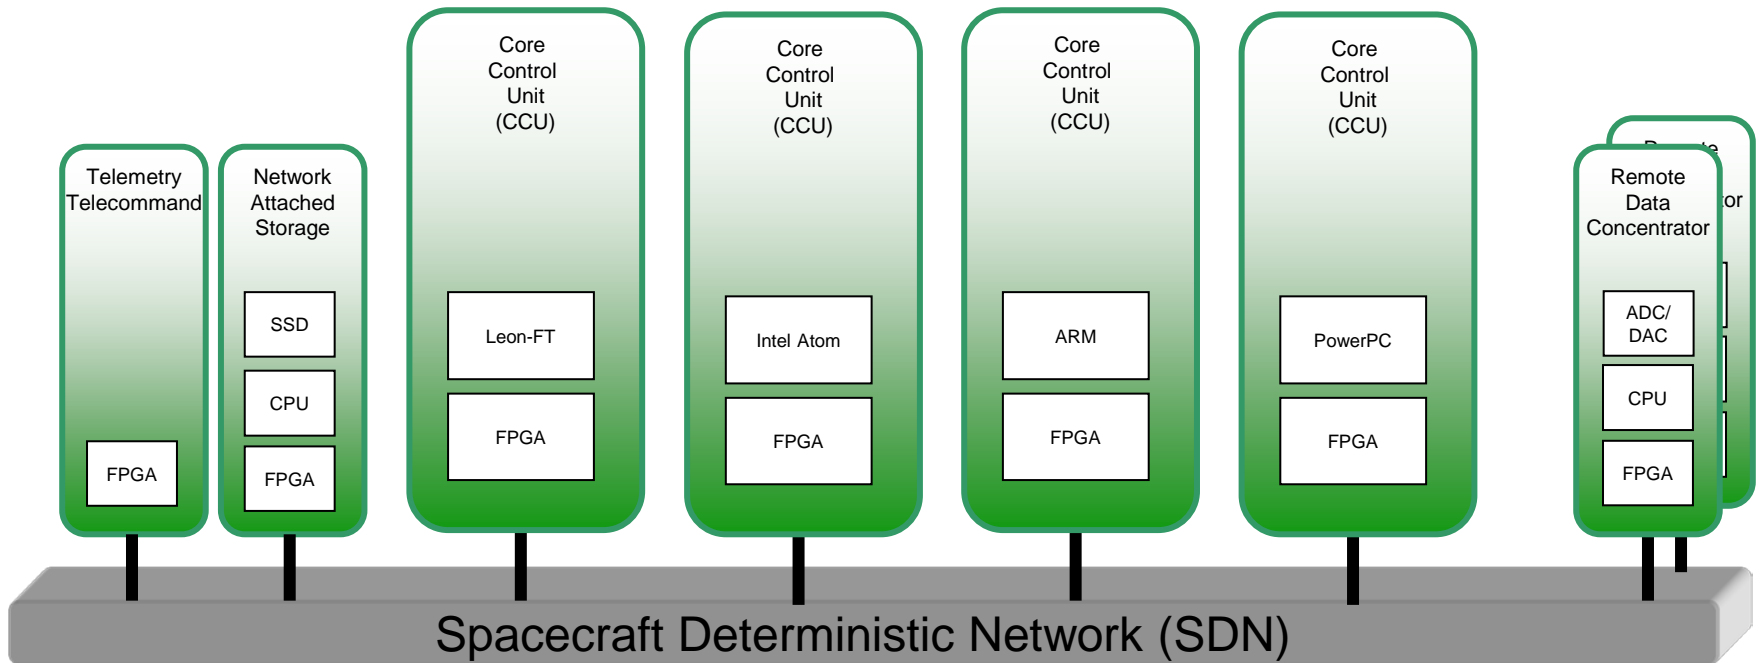 Telemetry
Telecommand
FPGA
Network
Attached
Storage
SSD
CPU
FPGA
Core
Control
Unit
(CCU)
Leon-FT
FPGA
Core
Control
Unit
(CCU)
Intel Atom
FPGA
Core
Control
Unit
(CCU)
ARM
FPGA
Core
Control
Unit
(CCU)
PowerPC
FPGA
Remote
Data
Concentrator
ADC/
DAC
CPU
FPGA
Spacecraft Deterministic Network (SDN)